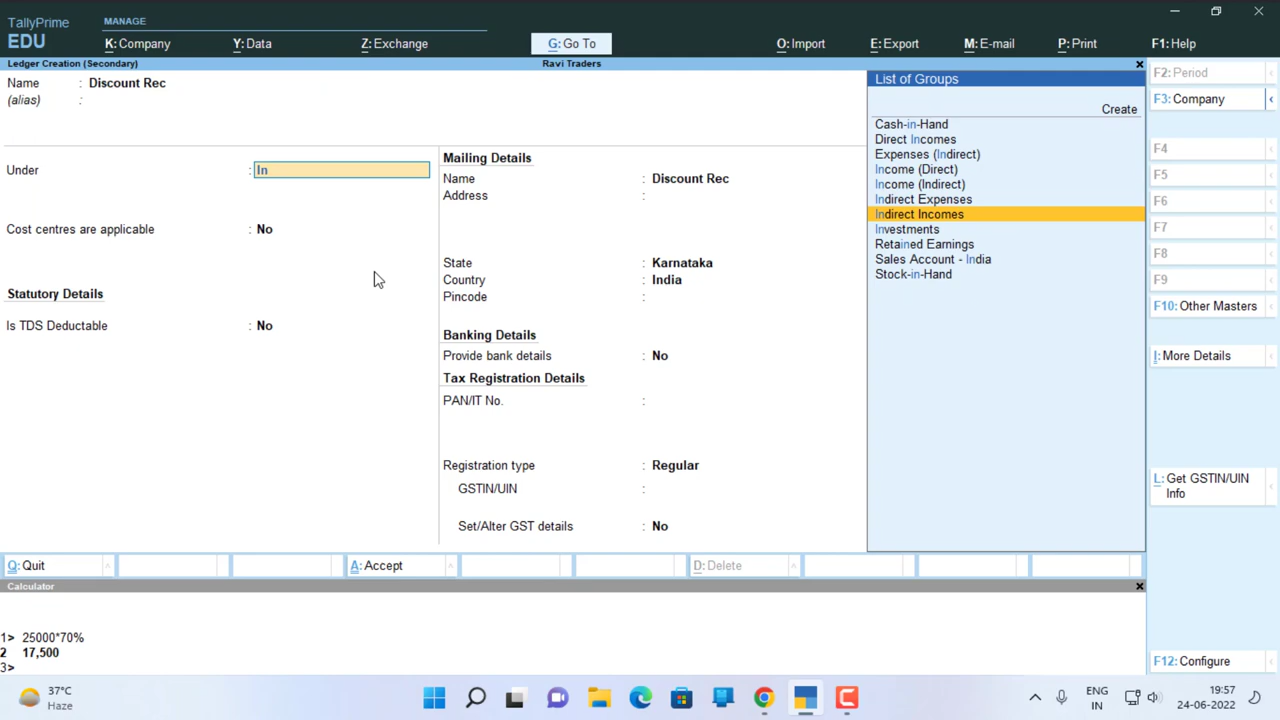 TallyPrime
EDU
MANAGE
K: Company
Y: Data
Z: Exchange
G: Go To
O: Import
E: Export
M: E-mail
P: Print
F1: Help
Ledger Creation (Secondary)
Ravi Traders
Name : Discount Rec
(alias) :
Under : In
Cost centres are applicable : No
Statutory Details
Is TDS Deductable : No
Mailing Details
Name : Discount Rec
Address :
State : Karnataka
Country : India
Pincode :
Banking Details
Provide bank details : No
Tax Registration Details
PAN/IT No. :
Registration type : Regular
GSTIN/UIN :
Set/Alter GST details : No
List of Groups
Create
Cash-in-Hand
Direct Incomes
Expenses (Indirect)
Income (Direct)
Income (Indirect)
Indirect Expenses
Indirect Incomes
Investments
Retained Earnings
Sales Account - India
Stock-in-Hand
F2: Period
F3: Company
F4
F5
F6
F7
F8
F9
F10: Other Masters
I: More Details
L: Get GSTIN/UIN
Info
F12: Configure
Q: Quit
A: Accept
D: Delete
Calculator
1> 25000*70%
2 17,500
3>
37°C
Haze
ENG
IN
19:57
24-06-2022